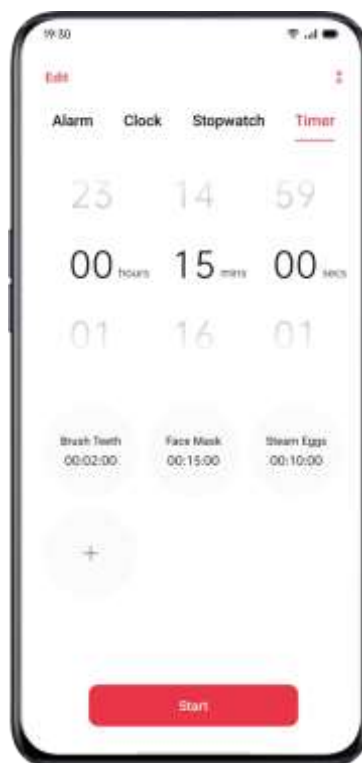 19:30
Edit
Alarm Clock Stopwatch Timer
23 14 59
00 hours 15 mins 00 secs
01 16 01
Brush Teeth Face Mask Steam Eggs
00:02:00 00:15:00 00:10:00
+
Start